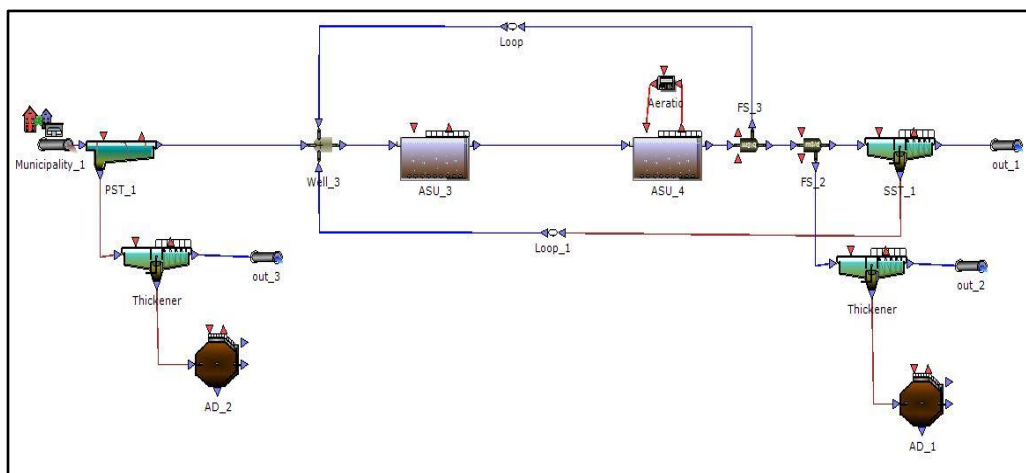 Loop
Aeratio
FS_3
Municipality_1
PST_1
Well_3
ASU_3
ASU_4
FS_2
SST_1
out_1
Loop_1
Thickener
out_3
Thickener
out_2
AD_2
AD_1